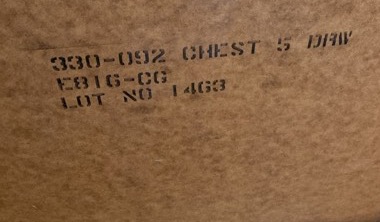 330-092 CHEST 5 DRW
E816-CG
LOT NO 1463